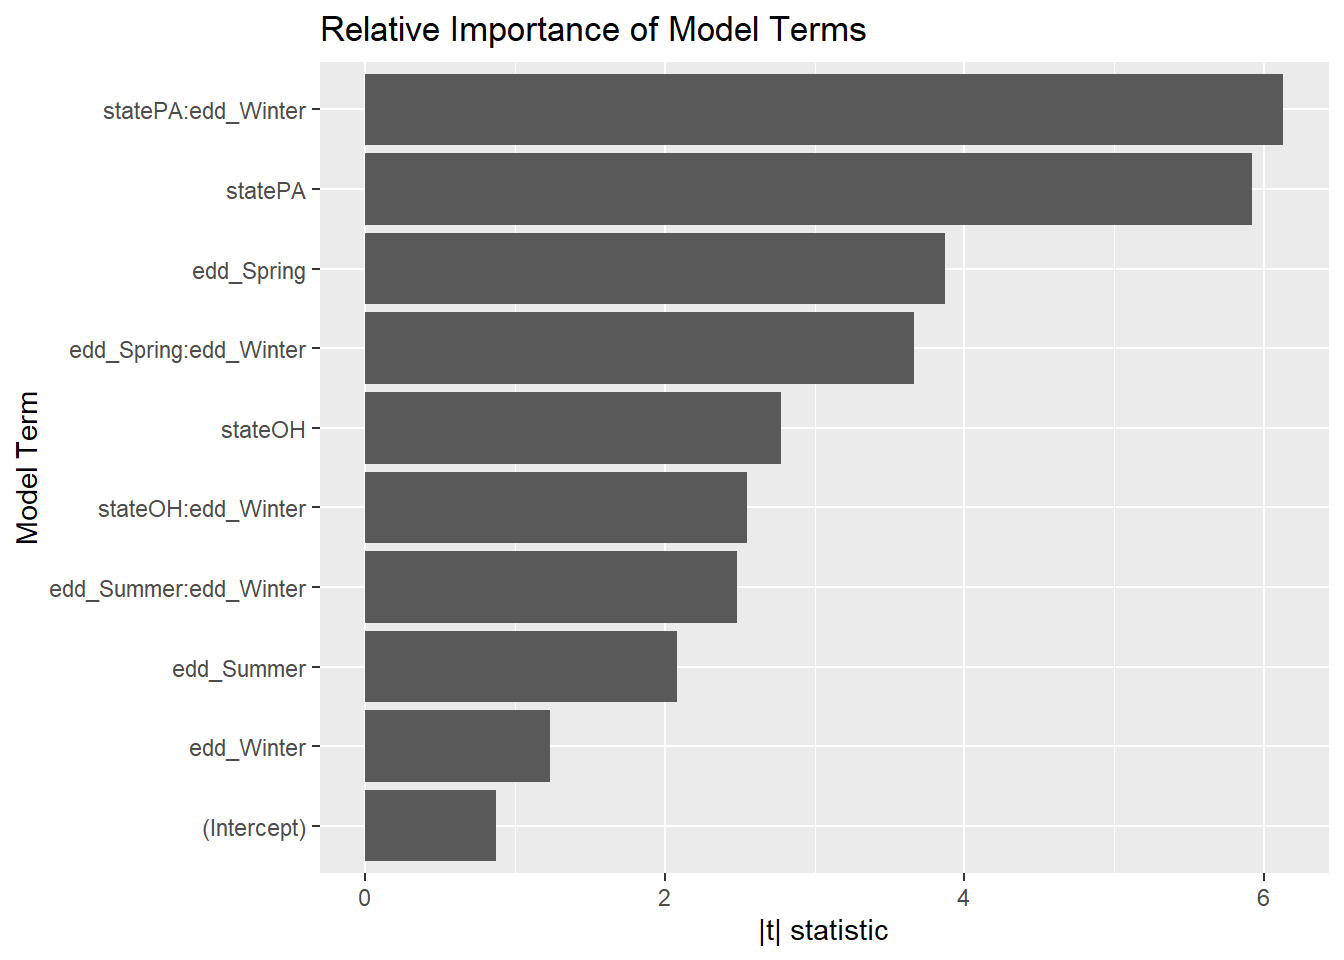 Relative Importance of Model Terms
Model Term
statePA:edd_Winter
statePA
edd_Spring
edd_Spring:edd_Winter
stateOH
stateOH:edd_Winter
edd_Summer:edd_Winter
edd_Summer
edd_Winter
(Intercept)
0 2 4 6
|t| statistic